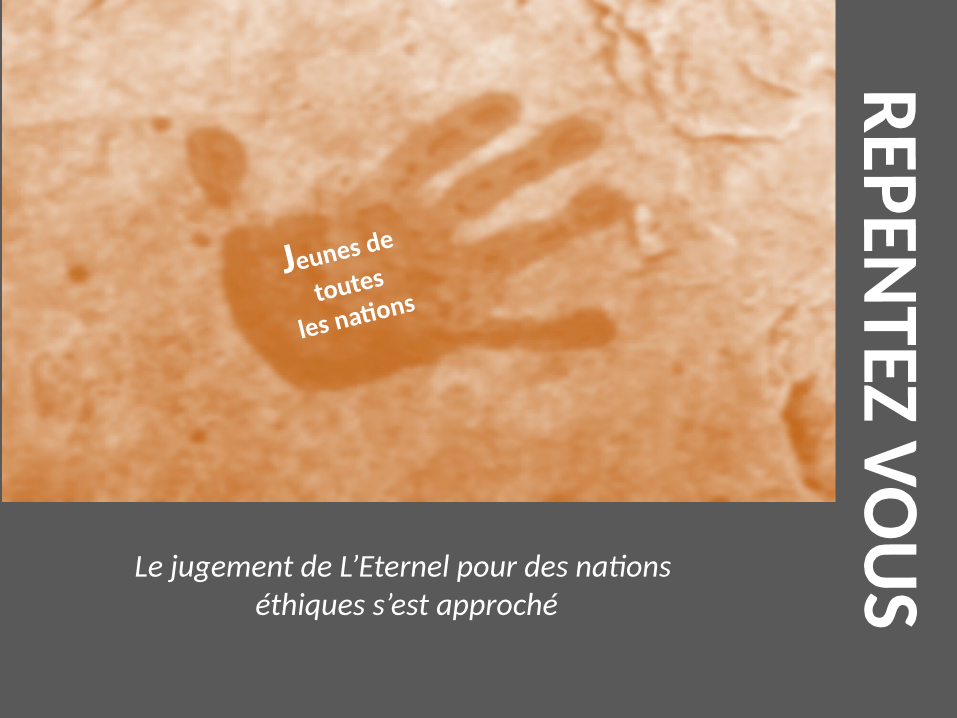 Jeunes de
toutes
les nations
REPENTEZ VOUS
Le jugement de L’Eternel pour des nations
éthiques s’est approché